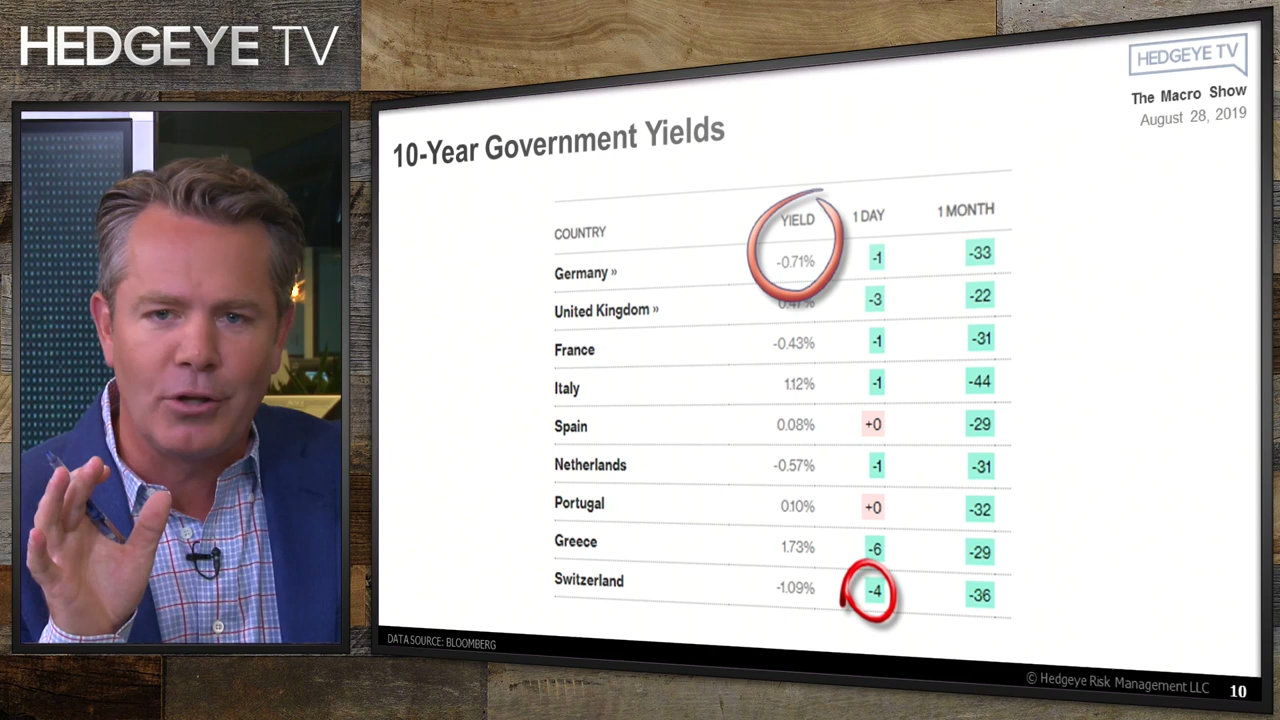 HEDGEYE TV
HEDGEYE TV
The Macro Show
August 28, 2019
10-Year Government Yields
COUNTRY YIELD 1 DAY 1 MONTH
Germany » -0.71% -1 -33
United Kingdom » -3 -22
France -0.43% -1 -31
Italy 1.12% -1 -44
Spain 0.08% +0 -29
Netherlands -0.57% -1 -31
Portugal 0.10% +0 -32
Greece 1.73% -6 -29
Switzerland -1.09% -4 -36
DATA SOURCE: BLOOMBERG
© Hedgeye Risk Management LLC 10